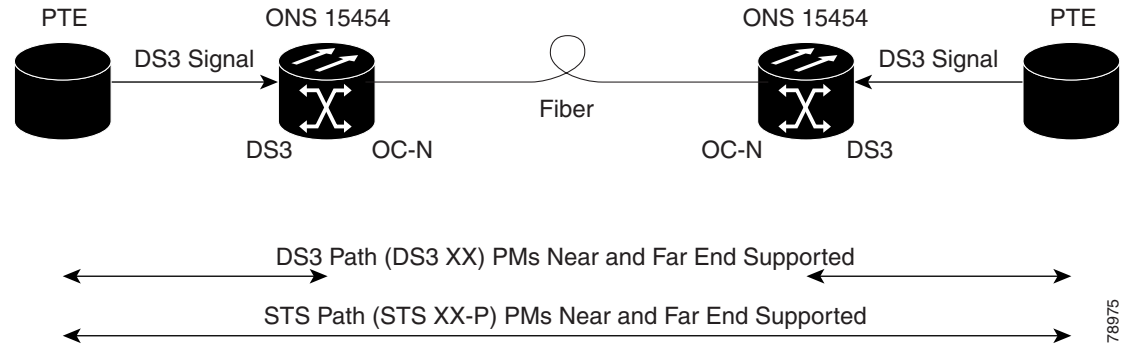 PTE
ONS 15454
ONS 15454
PTE
DS3 Signal
DS3 Signal
Fiber
DS3
OC-N
OC-N
DS3
DS3 Path (DS3 XX) PMs Near and Far End Supported
STS Path (STS XX-P) PMs Near and Far End Supported
78975